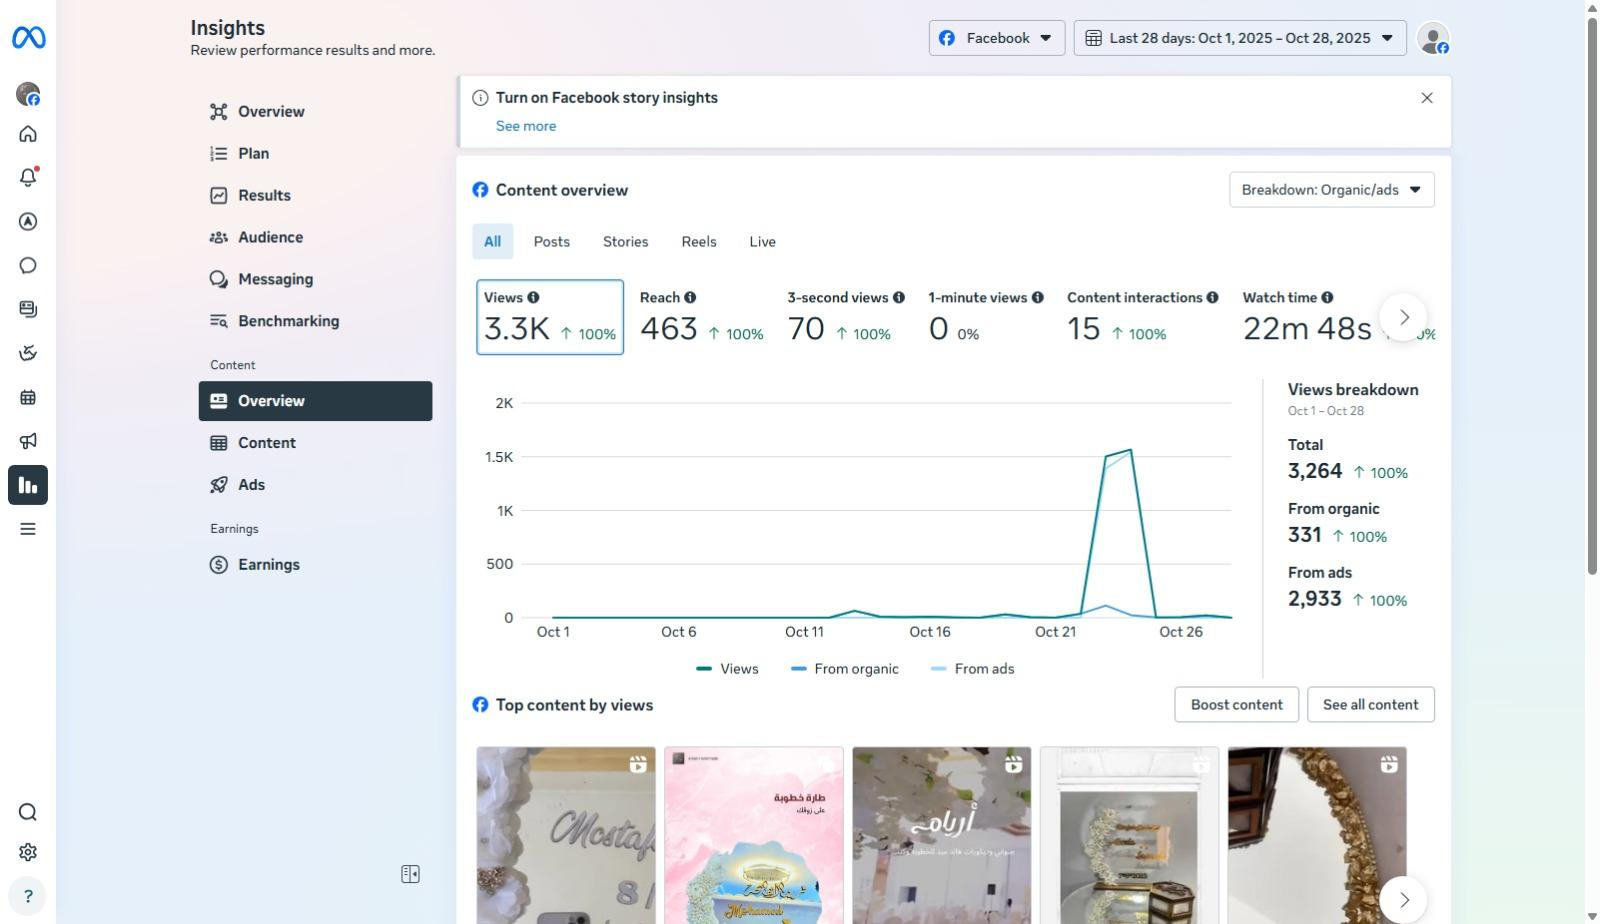 Insights
Review performance results and more.
Facebook
Last 28 days: Oct 1, 2025 – Oct 28, 2025
Overview
Plan
Results
Audience
Messaging
Benchmarking
Content
Overview
Content
Ads
Earnings
Earnings
Turn on Facebook story insights
See more
Content overview
Breakdown: Organic/ads
All Posts Stories Reels Live
Views
3.3K ↑ 100%
Reach
463 ↑ 100%
3-second views
70 ↑ 100%
1-minute views
0 0%
Content interactions
15 ↑ 100%
Watch time
22m 48s
2K
1.5K
1K
500
0
Oct 1 Oct 6 Oct 11 Oct 16 Oct 21 Oct 26
Views From organic From ads
Views breakdown
Oct 1 – Oct 28
Total
3,264 ↑ 100%
From organic
331 ↑ 100%
From ads
2,933 ↑ 100%
Top content by views
Boost content
See all content
Mostafa
8/
طارة خطوبة
على زوقك
Mohamed
?